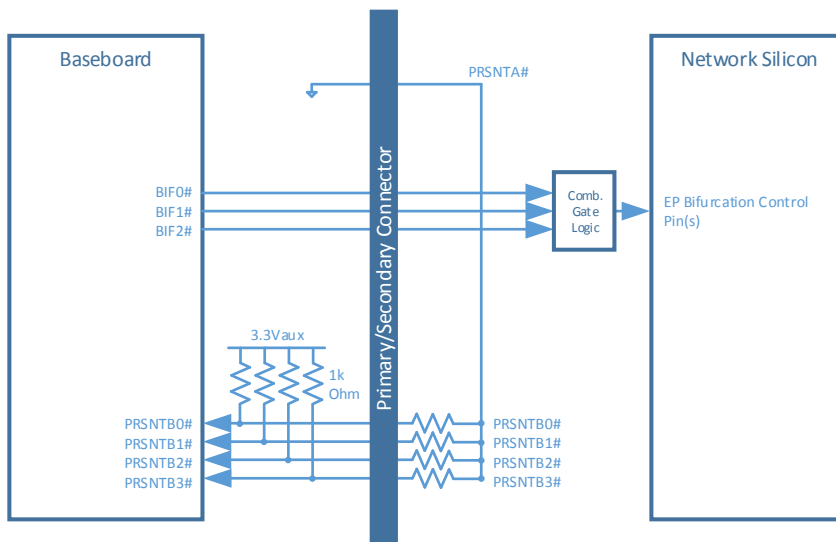 Baseboard
Network Silicon
PRSNTA#
Primary/Secondary Connector
BIF0#
BIF1#
BIF2#
Comb.
Gate
Logic
EP Bifurcation Control
Pin(s)
3.3Vaux
1k
Ohm
PRSNTB0#
PRSNTB1#
PRSNTB2#
PRSNTB3#
PRSNTB0#
PRSNTB1#
PRSNTB2#
PRSNTB3#